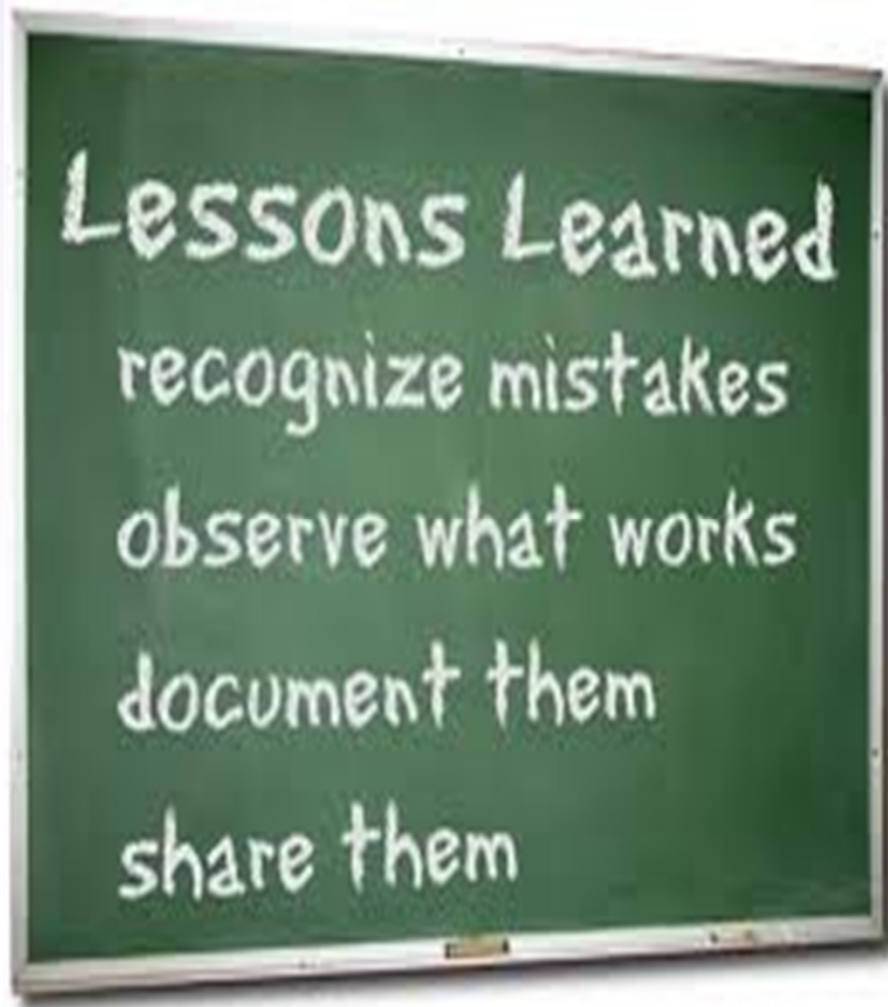 Lessons Learned
recognize mistakes
observe what works
document them
share them